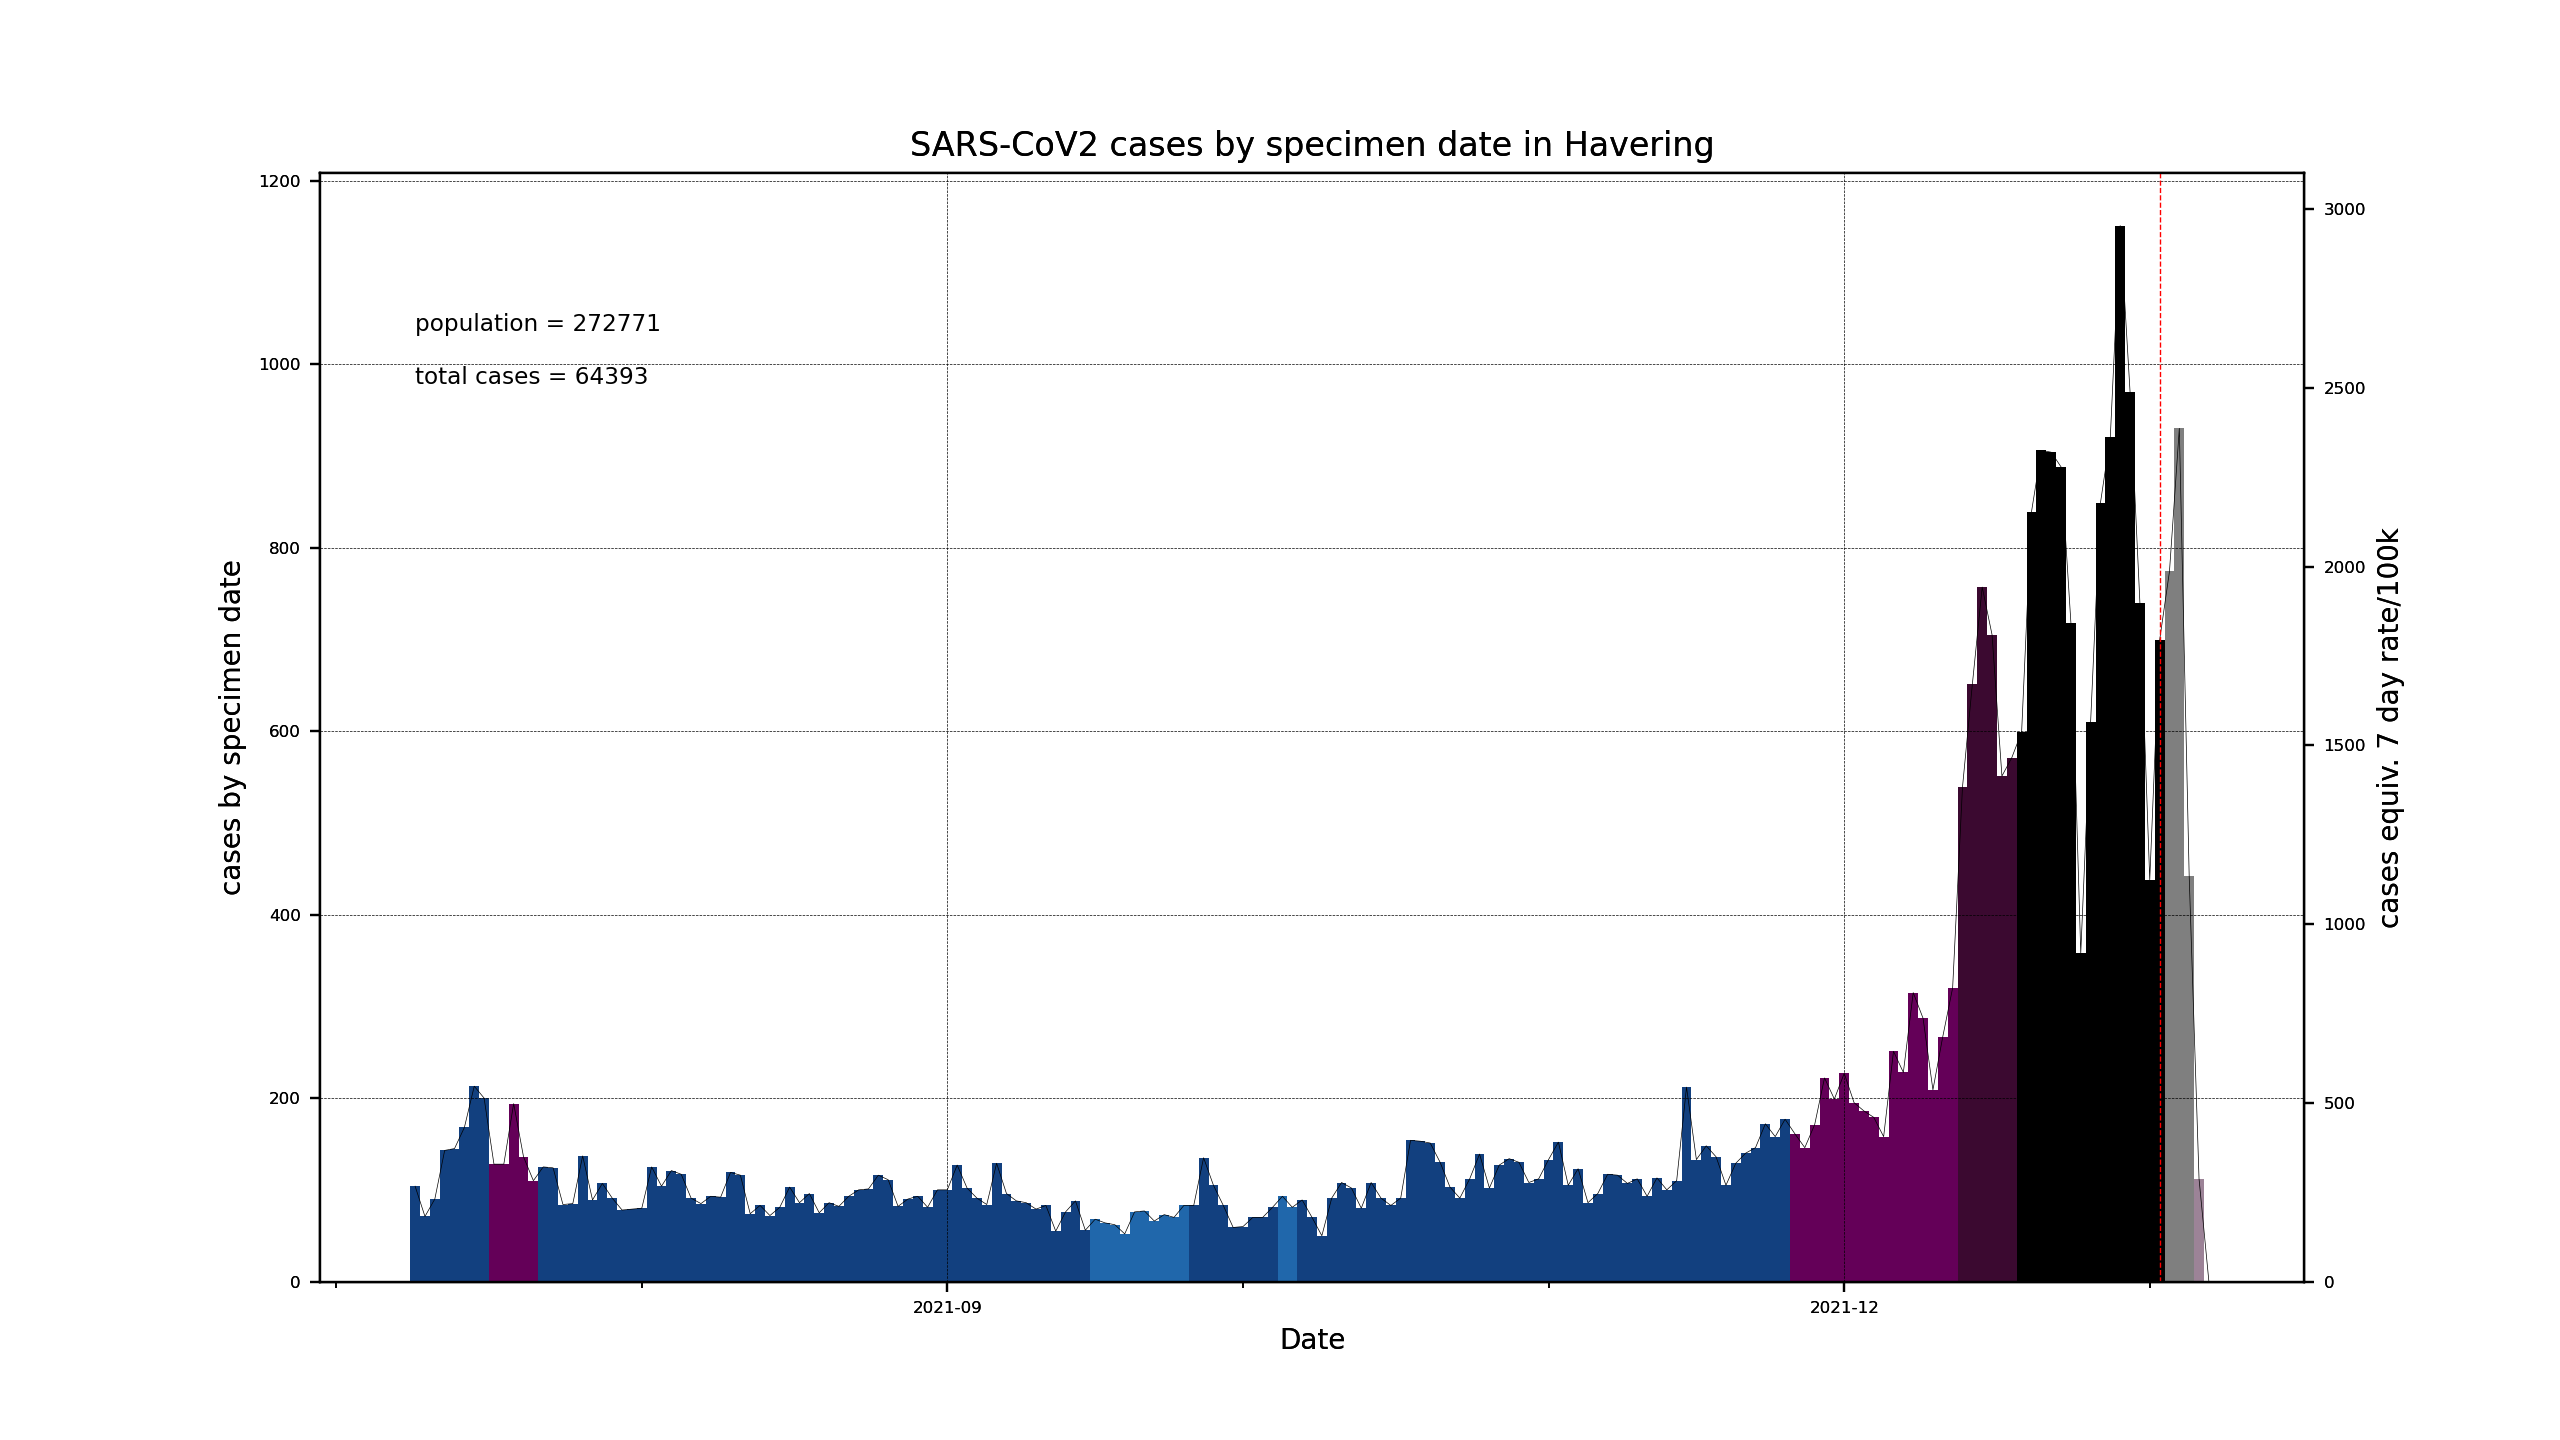 SARS-CoV2 cases by specimen date in Havering
1200
1000
800
600
400
200
0
cases by specimen date
population = 272771
total cases = 64393
3000
2500
2000
1500
1000
500
0
cases equiv. 7 day rate/100k
2021-09
2021-12
Date